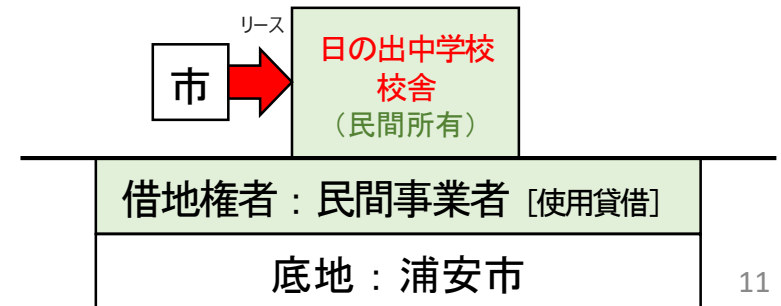 リース
市
日の出中学校
校舎
（民間所有）
借地権者：民間事業者［使用貸借］
底地：浦安市
11